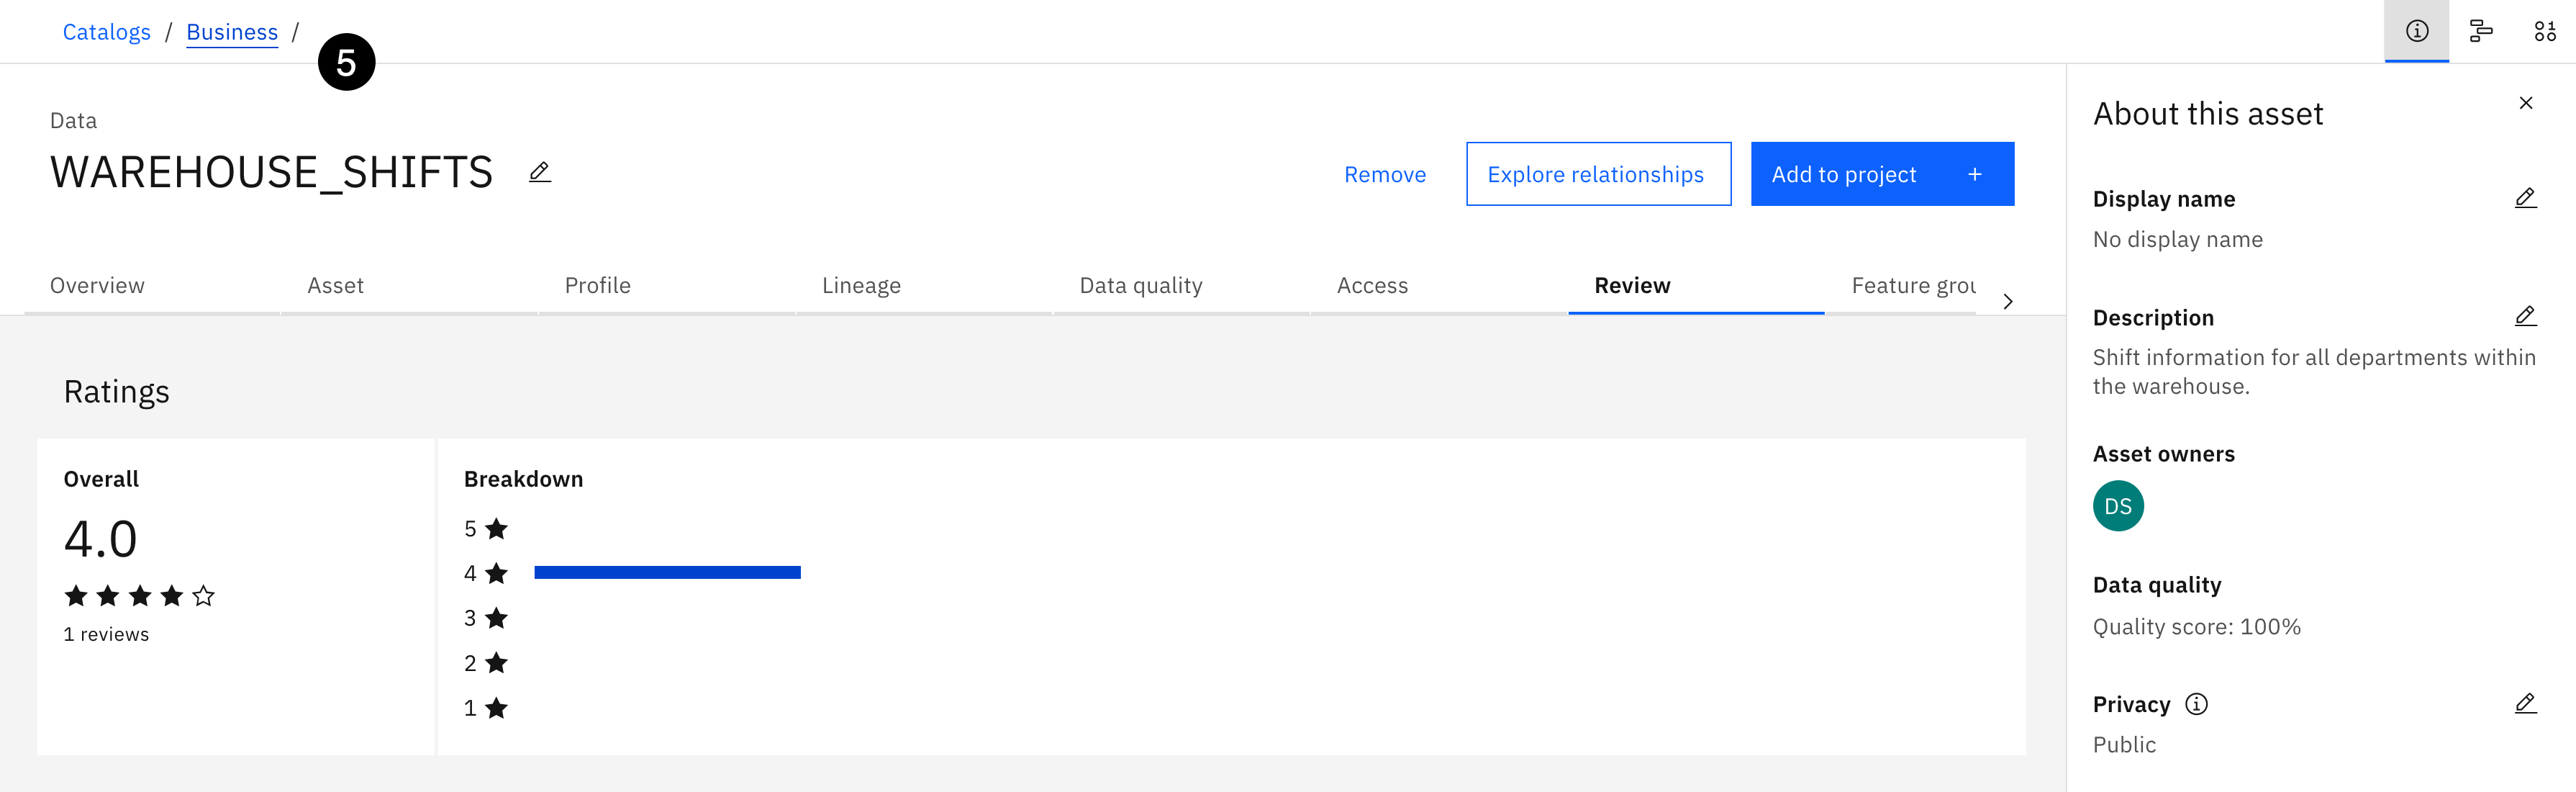 Catalogs / Business /
5
Data
WAREHOUSE_SHIFTS
Remove
Explore relationships
Add to project +
Overview
Asset
Profile
Lineage
Data quality
Access
Review
Feature grou
Ratings
Overall
4.0
1 reviews
Breakdown
5
4
3
2
1
About this asset
Display name
No display name
Description
Shift information for all departments within
the warehouse.
Asset owners
DS
Data quality
Quality score: 100%
Privacy
Public